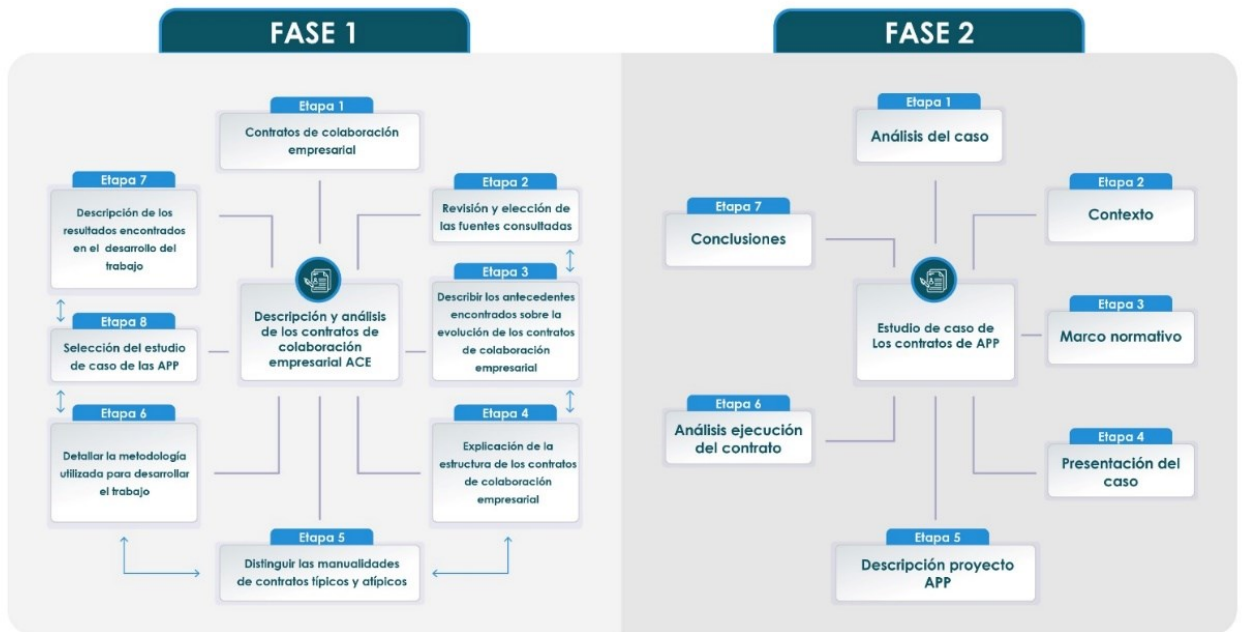 FASE 1
Etapa 1
Contratos de colaboración
empresarial
Etapa 2
Revisión y elección de
las fuentes consultadas
Etapa 3
Describir los antecedentes
encontrados sobre la
evolución de los contratos
de colaboración
empresarial
Etapa 4
Explicación de la
estructura de los contratos
de colaboración
empresarial
Etapa 5
Distinguir las manualidades
de contratos típicos y atípicos
Etapa 6
Detallar la metodología
utilizada para desarrollar
el trabajo
Etapa 8
Selección del estudio
de caso de las APP
Etapa 7
Descripción de los
resultados encontrados
en el desarrollo del
trabajo
Descripción y análisis
de los contratos de
colaboración
empresarial ACE
FASE 2
Etapa 1
Análisis del caso
Etapa 2
Contexto
Etapa 3
Marco normativo
Etapa 4
Presentación del
caso
Etapa 5
Descripción proyecto
APP
Etapa 6
Análisis ejecución
del contrato
Etapa 7
Conclusiones
Estudio de caso de
Los contratos de APP